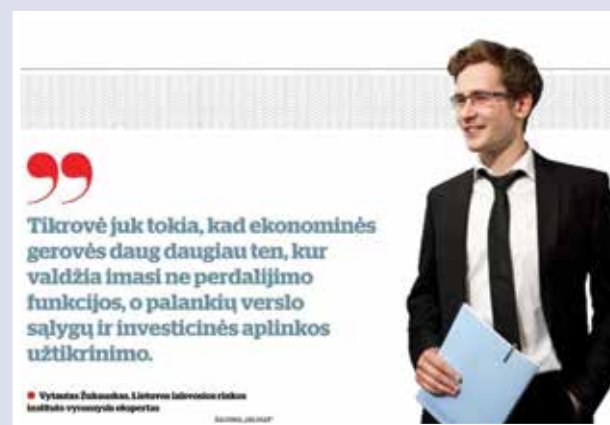 Tikrovė juk tokia, kad ekonominės
gerovės daug daugiau ten, kur
valdžia imasi ne perdalijimo
funkcijos, o palankių verslo
sąlygų ir investicinės aplinkos
užtikrinimo.
Vytautas Žukauskas, Lietuvos laisvosios rinkos
instituto vyresnysis ekspertas